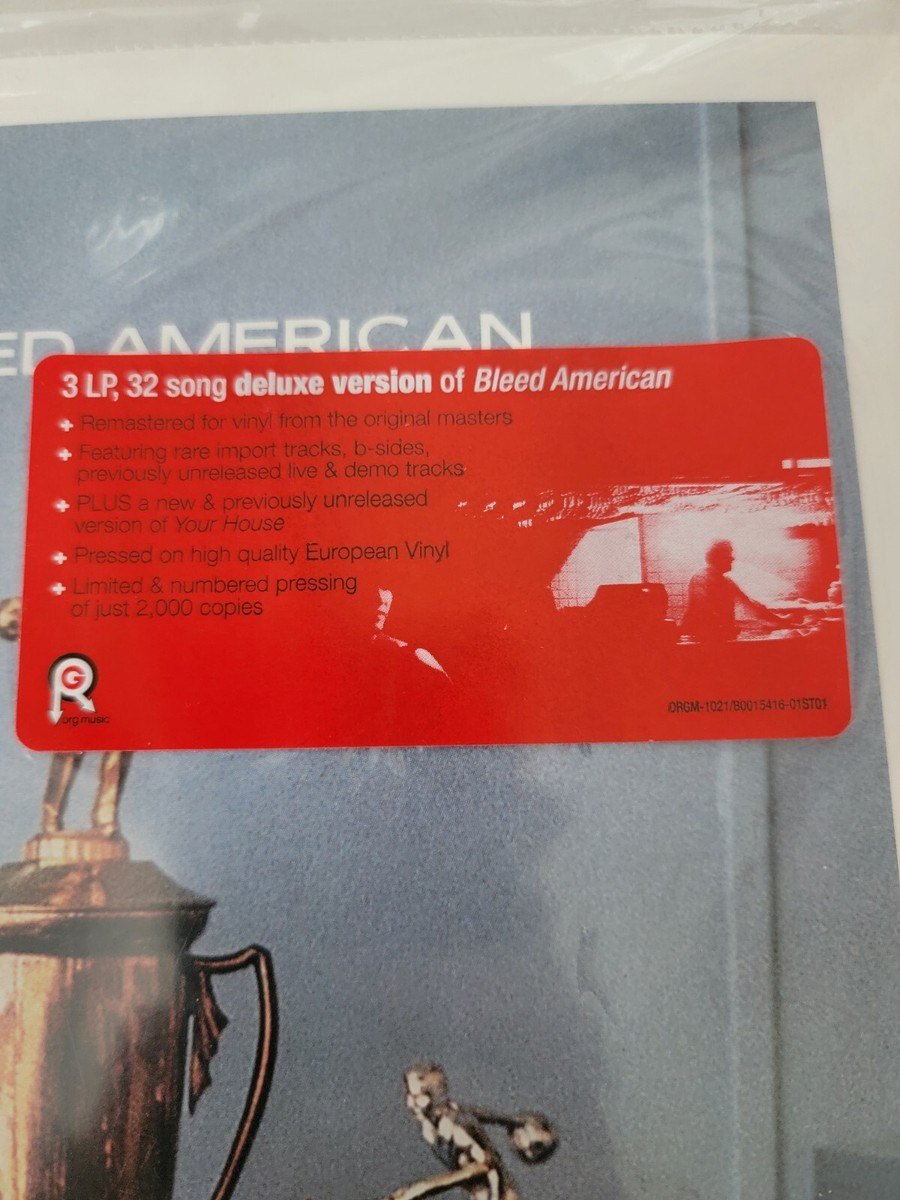 ED AMERICAN
3 LP, 32 song deluxe version of Bleed American
+ Remastered for vinyl from the original masters
+ Featuring rare import tracks, b-sides,
previously unreleased live & demo tracks
+ PLUS a new & previously unreleased
version of Your House
+ Pressed on high quality European Vinyl
+ Limited & numbered pressing
of just 2,000 copies
RG
org music
ORGM-1021/B0015416-01ST01